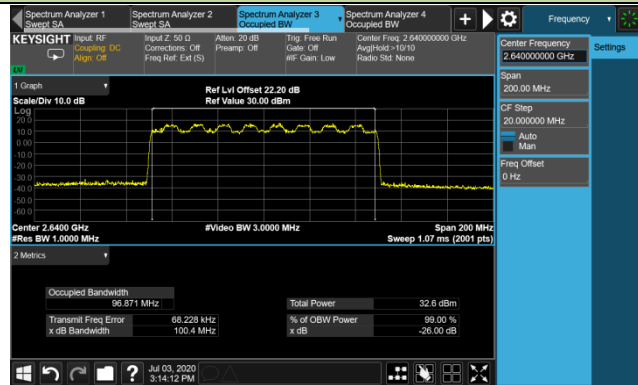 Spectrum Analyzer 1
Swept SA
Spectrum Analyzer 2
Swept SA
Spectrum Analyzer 3
Occupied BW
Spectrum Analyzer 4
Occupied BW
+
Frequency
KEYSIGHT
Input: RF
Coupling: DC
Align: Off
Input Z: 50 Ω
Corrections: Off
Freq Ref: Ext (S)
Atten: 20 dB
Preamp: Off
Trig: Free Run
Gate: Off
#IF Gain: Low
Center Freq: 2.640000000 GHz
Avg|Hold:>10/10
Radio Std: None
Center Frequency
2.640000000 GHz
Settings
Span
200.00 MHz
CF Step
20.000000 MHz
Auto
Man
Freq Offset
0 Hz
1 Graph
Scale/Div 10.0 dB
Ref Lvl Offset 22.20 dB
Ref Value 30.00 dBm
Log
20.0
10.0
0.00
-10.0
-20.0
-30.0
-40.0
-50.0
-60.0
Center 2.6400 GHz
#Res BW 1.0000 MHz
#Video BW 3.0000 MHz
Span 200 MHz
Sweep 1.07 ms (2001 pts)
2 Metrics
Occupied Bandwidth
96.871 MHz
Total Power 32.6 dBm
Transmit Freq Error 68.228 kHz
% of OBW Power 99.00 %
x dB Bandwidth 100.4 MHz
x dB -26.00 dB
?
Jul 03, 2020
3:14:12 PM